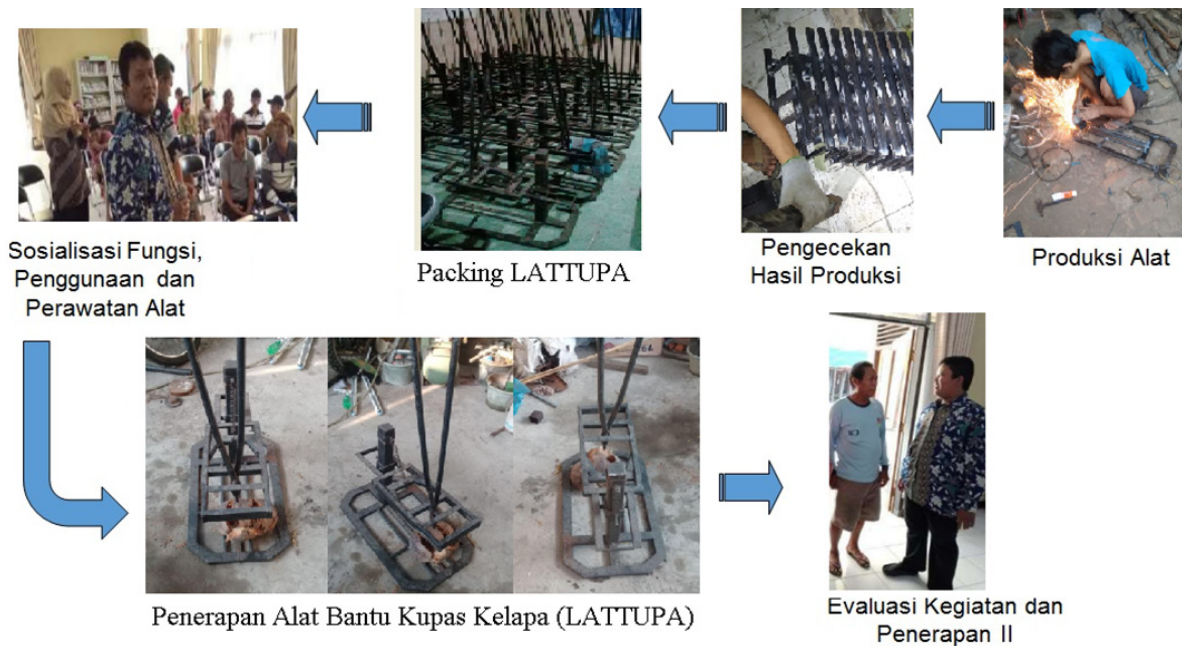 Sosialisasi Fungsi,
Penggunaan dan
Perawatan Alat
Packing LATTUPA
Pengecekan
Hasil Produksi
Produksi Alat
Penerapan Alat Bantu Kupas Kelapa (LATTUPA)
Evaluasi Kegiatan dan
Penerapan II